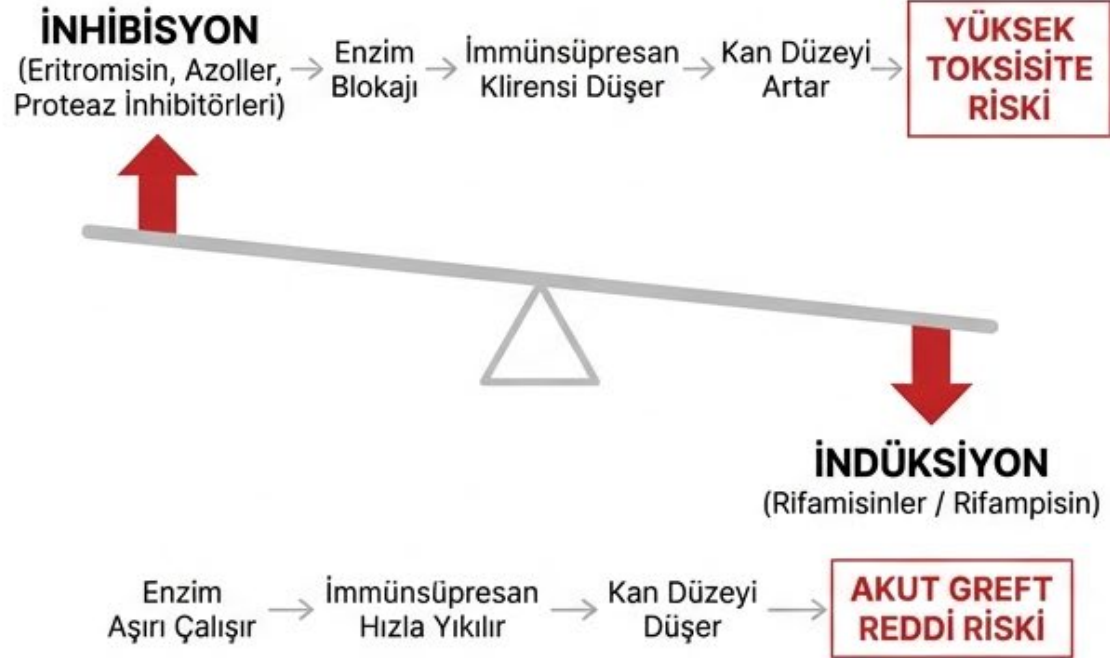 İNHİBİSYON
(Eritromisin, Azoller,
Proteaz İnhibitörleri)
Enzim
Blokajı
İmmünsüpresan
Klirensi Düşer
Kan Düzeyi
Artar
YÜKSEK
TOKSİSİTE
RİSKİ
İNDÜKSİYON
(Rifamisinler / Rifampisin)
Enzim
Aşırı Çalışır
İmmünsüpresan
Hızla Yıkılır
Kan Düzeyi
Düşer
AKUT GREFT
REDDİ RİSKİ